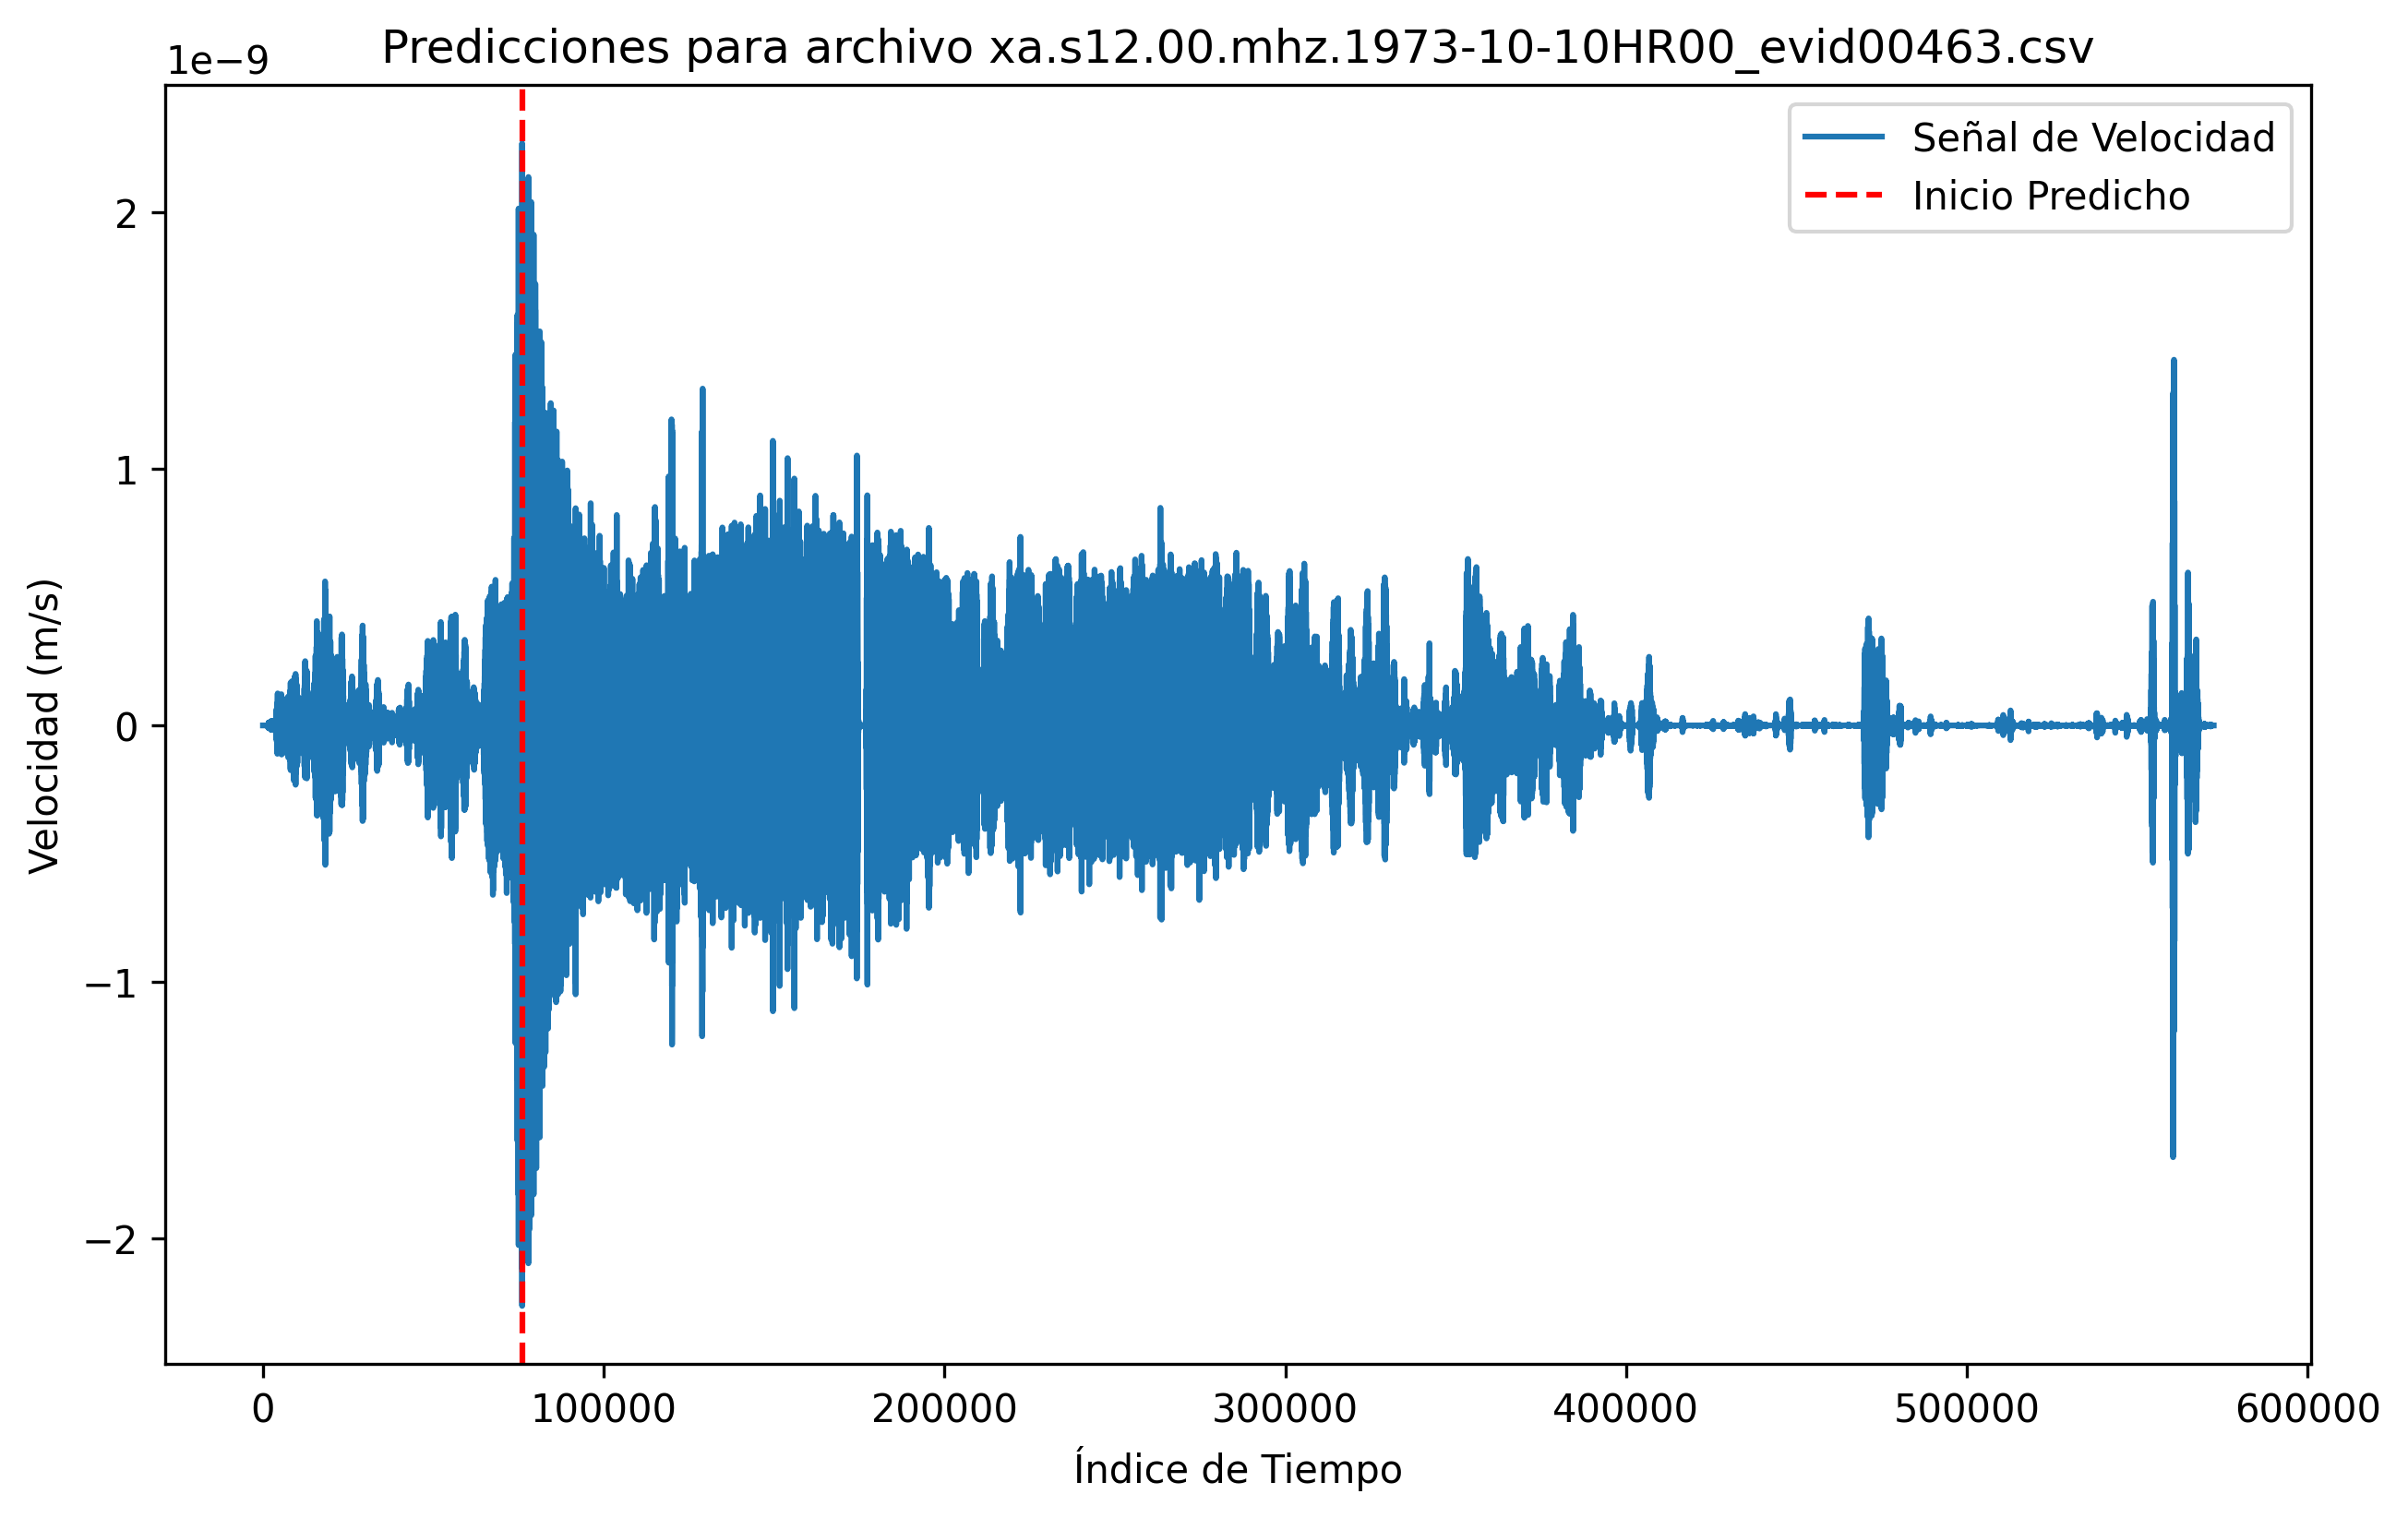 Predicciones para archivo xa.s12.00.mhz.1973-10-10HR00_evid00463.csv
1e−9
Señal de Velocidad
Inicio Predicho
2
1
0
−1
−2
Velocidad (m/s)
0 100000 200000 300000 400000 500000 600000
Índice de Tiempo